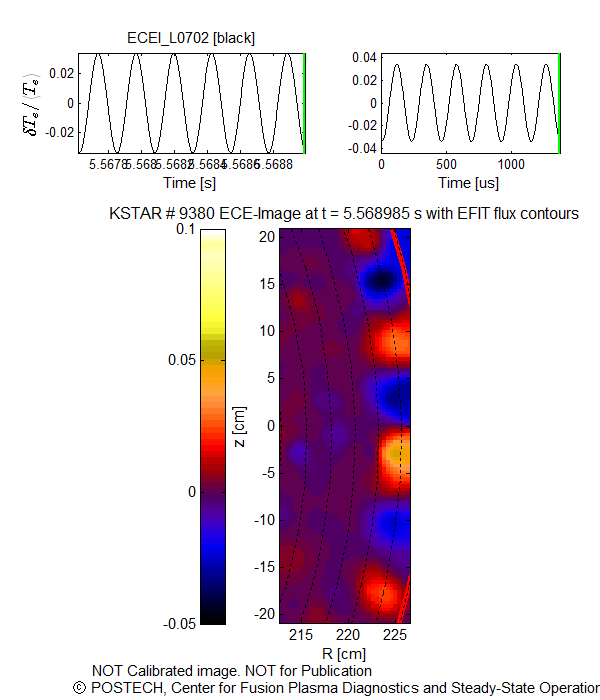 ECEI_L0702 [black]
δTₑ / ⟨Tₑ⟩
0.02
0
-0.02
5.5678 5.568 5.5682 5.5684 5.5686 5.5688
Time [s]
0.04
0.02
0
-0.02
-0.04
0 500 1000
Time [us]
KSTAR # 9380 ECE-Image at t = 5.568985 s with EFIT flux contours
0.1
0.05
0
-0.05
z [cm]
20
15
10
5
0
-5
-10
-15
-20
215 220 225
R [cm]
NOT Calibrated image. NOT for Publication
© POSTECH, Center for Fusion Plasma Diagnostics and Steady-State Operation